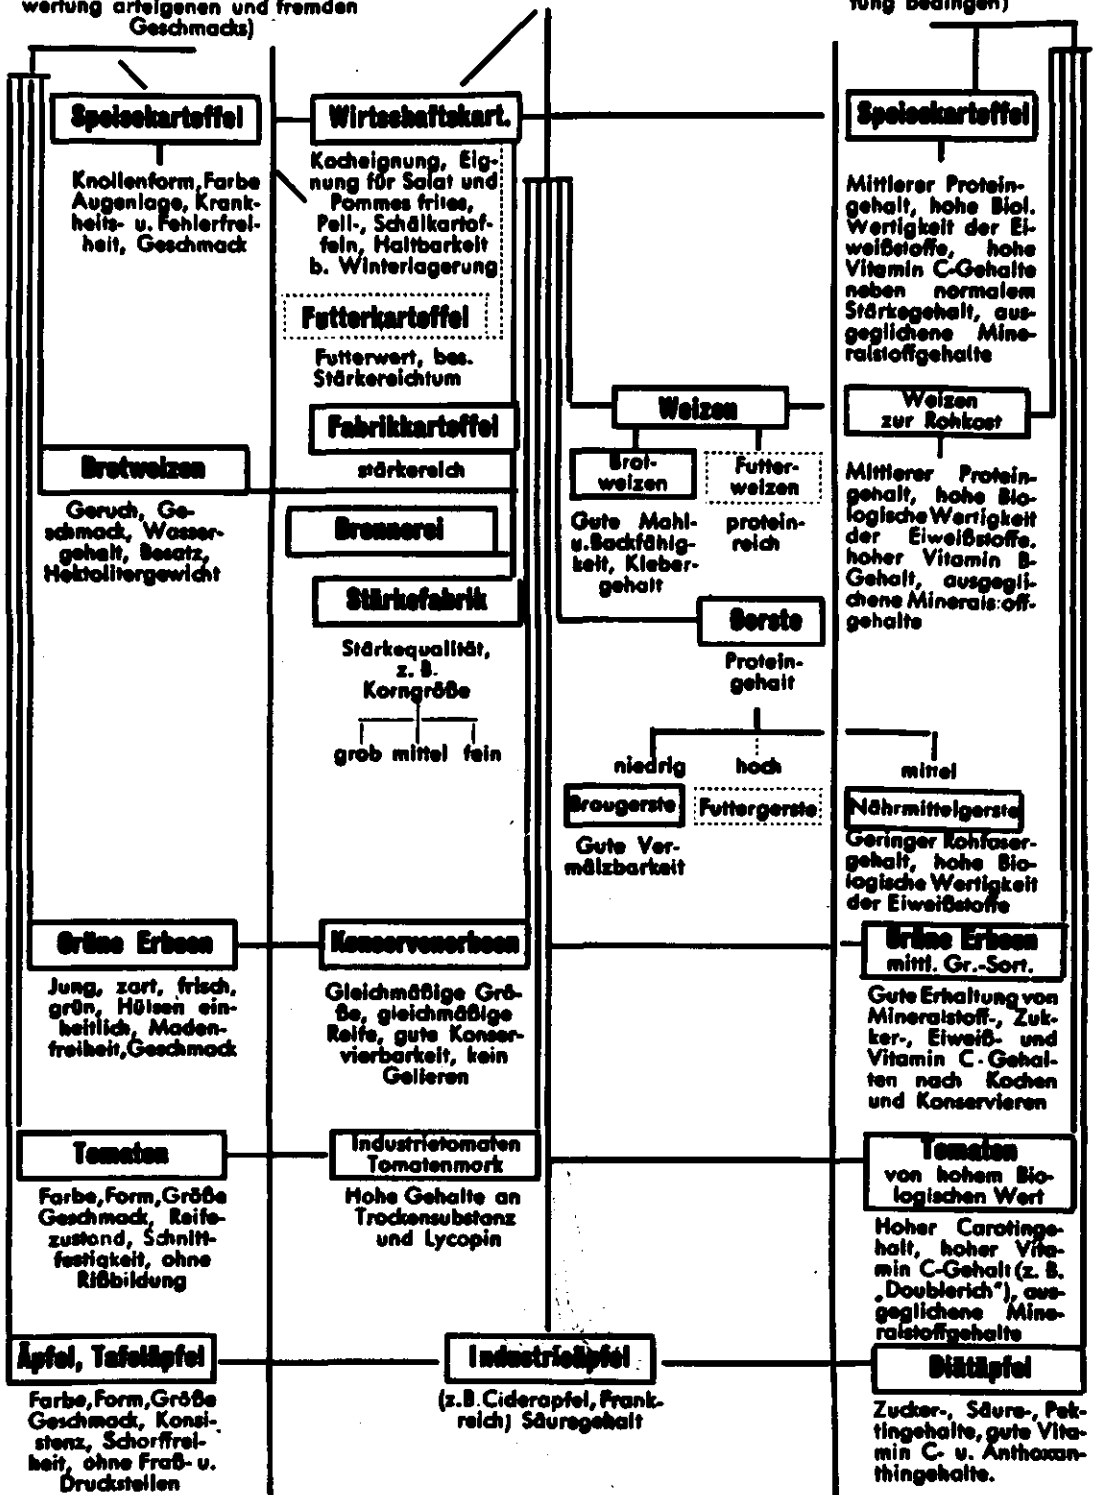 wertung arteigenen und fremden
Geschmacks)
tung bedingen)
Speisekartoffel
Knollenform, Farbe
Augenlage, Krank-
heits- u. Fehlerfrei-
heit, Geschmack
Wirtschaftskart.
Kocheignung, Eig-
nung für Salat und
Pommes frites,
Pell-, Schälkartof-
feln, Haltbarkeit
b. Winterlagerung
Futterkartoffel
Futterwert, bes.
Stärkereichtum
Fabrikkartoffel
stärkereich
Brennerei
Stärkefabrik
Stärkequalität,
z. B.
Korngröße
grob mittel fein
Speisekartoffel
Mittlerer Protein-
gehalt, hohe Biol.
Wertigkeit der Ei-
weißstoffe, hohe
Vitamin C-Gehalte
neben normalem
Stärkegehalt, aus-
geglichene Mine-
ralstoffgehalte
Brotweizen
Geruch, Ge-
schmack, Wasser-
gehalt, Besatz,
Hektolitergewicht
Weizen
Brot-
weizen
Gute Mahl-
u. Backfähig-
keit, Kleber-
gehalt
Futter-
weizen
protein-
reich
Weizen
zur Rohkost
Mittlerer Protein-
gehalt, hohe Bio-
logische Wertigkeit
der Eiweißstoffe.
hoher Vitamin B-
Gehalt, ausgegli-
chene Mineralstoff-
gehalte
Gerste
Protein-
gehalt
niedrig
hoch
mittel
Braugerste
Gute Ver-
mälzbarkeit
Futtergerste
Nährmittelgerste
Geringer Rohfaser-
gehalt, hohe Bio-
logische Wertigkeit
der Eiweißstoffe
Grüne Erbsen
Jung, zart, frisch,
grün, Hülsen ein-
heitlich, Maden-
freiheit, Geschmack
Konservenerbsen
Gleichmäßige Grö-
ße, gleichmäßige
Reife, gute Konser-
vierbarkeit, kein
Gelieren
Grüne Erbsen
mittl. Gr.-Sort.
Gute Erhaltung von
Mineralstoff-, Zuk-
ker-, Eiweiß- und
Vitamin C-Gehal-
ten nach Kochen
und Konservieren
Tomaten
Farbe, Form, Größe
Geschmack, Reife-
zustand, Schnitt-
festigkeit, ohne
Rißbildung
Industrietomaten
Tomatenmark
Hohe Gehalte an
Trockensubstanz
und Lycopin
Tomaten
von hohem Bio-
logischen Wert
Hoher Carotinge-
halt, hoher Vita-
min C-Gehalt (z. B.
„Doublerich"), aus-
geglichene Mine-
ralstoffgehalte
Äpfel, Tafeläpfel
Farbe, Form, Größe
Geschmack, Konsi-
stenz, Schorffrei-
heit, ohne Fraß- u.
Druckstellen
Industrieäpfel
(z.B. Ciderapfel, Frank-
reich) Säuregehalt
Diätäpfel
Zucker-, Säure-, Pek-
tingehalte, gute Vita-
min C- u. Anthoxan-
thingehalte.